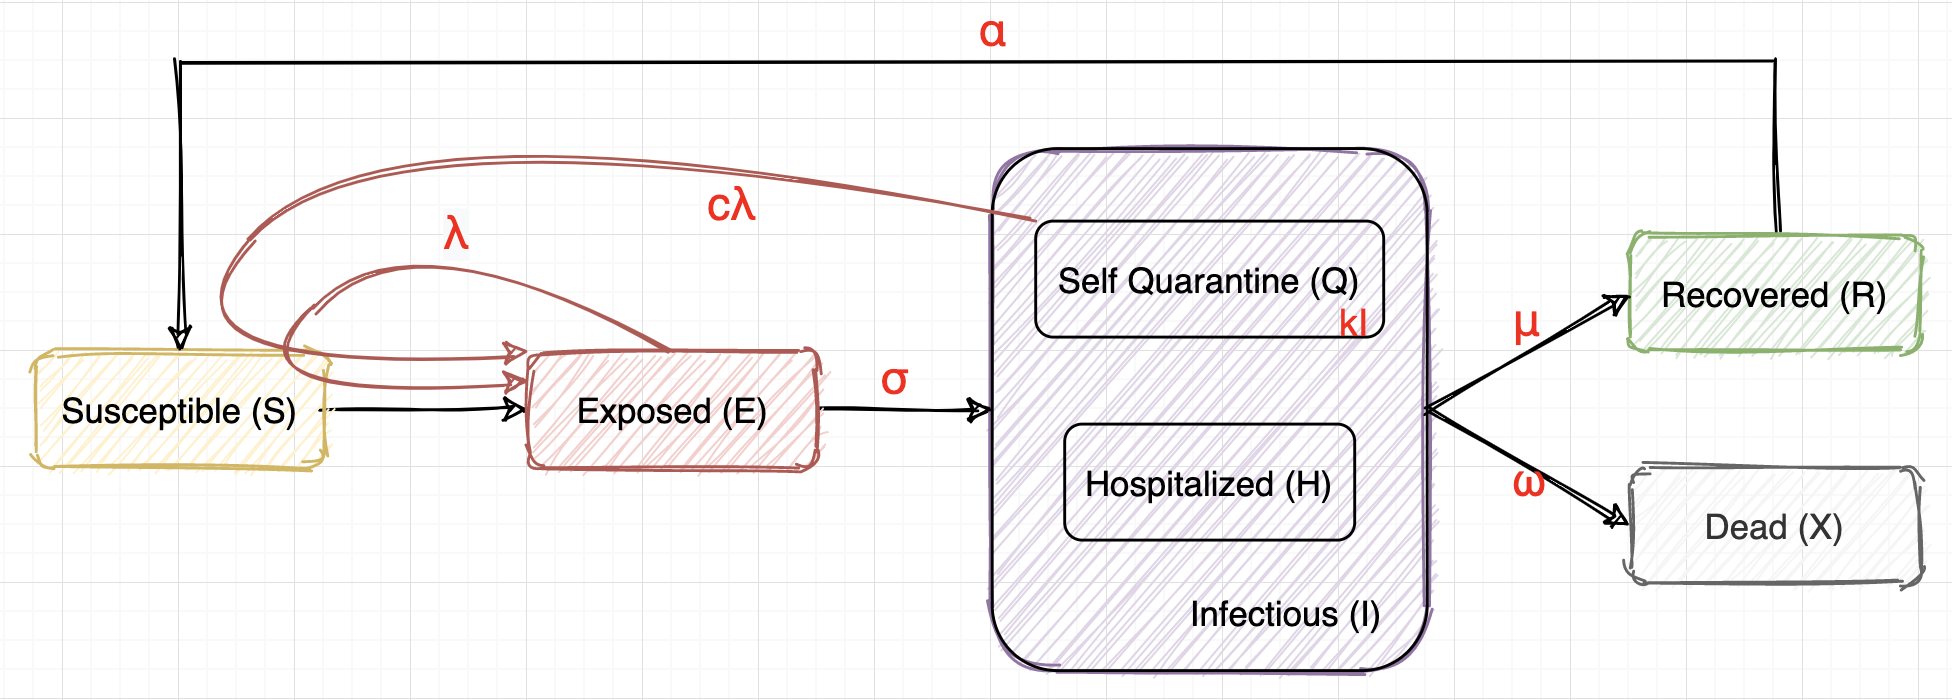 α
cλ
λ
Self Quarantine (Q)
kI
μ
Recovered (R)
σ
Susceptible (S)
Exposed (E)
Hospitalized (H)
ω
Dead (X)
Infectious (I)